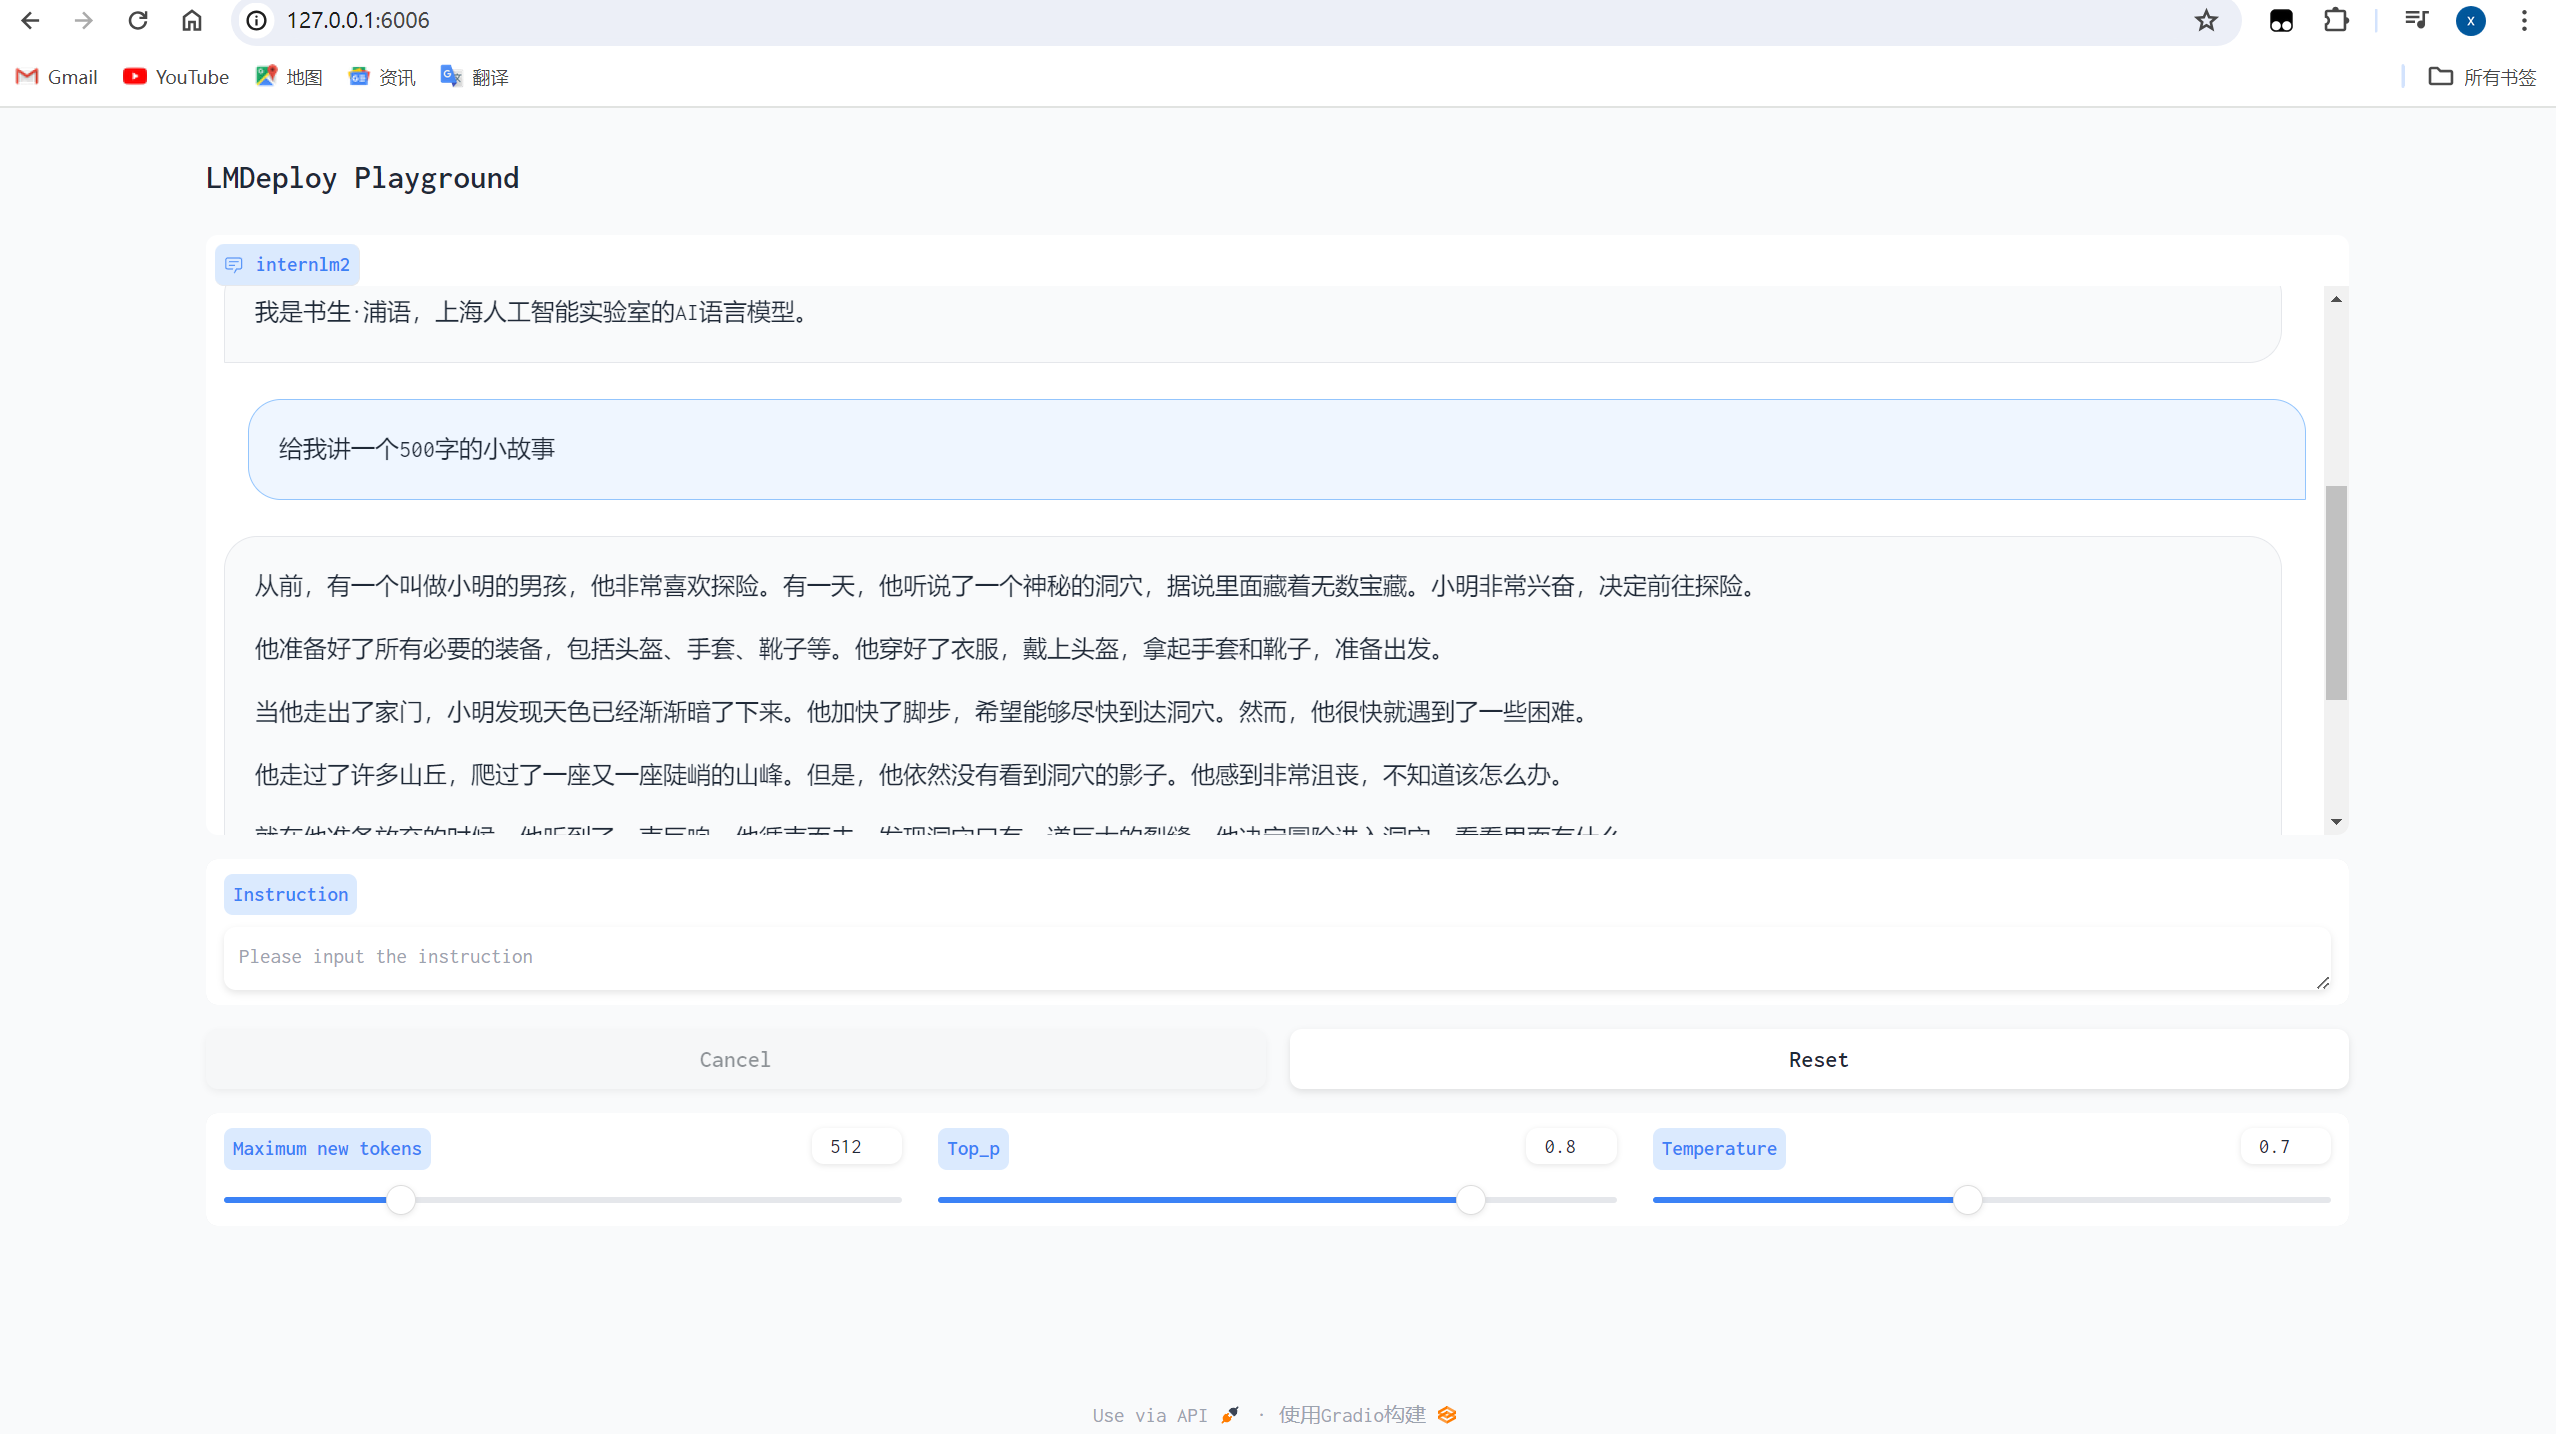 127.0.0.1:6006
X
Gmail YouTube 地图 资讯 翻译 所有书签
LMDeploy Playground
internlm2
我是书生·浦语，上海人工智能实验室的AI语言模型。
给我讲一个500字的小故事
从前，有一个叫做小明的男孩，他非常喜欢探险。有一天，他听说了一个神秘的洞穴，据说里面藏着无数宝藏。小明非常兴奋，决定前往探险。
他准备好了所有必要的装备，包括头盔、手套、靴子等。他穿好了衣服，戴上头盔，拿起手套和靴子，准备出发。
当他走出了家门，小明发现天色已经渐渐暗了下来。他加快了脚步，希望能够尽快到达洞穴。然而，他很快就遇到了一些困难。
他走过了许多山丘，爬过了一座又一座陡峭的山峰。但是，他依然没有看到洞穴的影子。他感到非常沮丧，不知道该怎么办。
Instruction
Please input the instruction
Cancel Reset
Maximum new tokens 512 Top_p 0.8 Temperature 0.7
Use via API · 使用Gradio构建